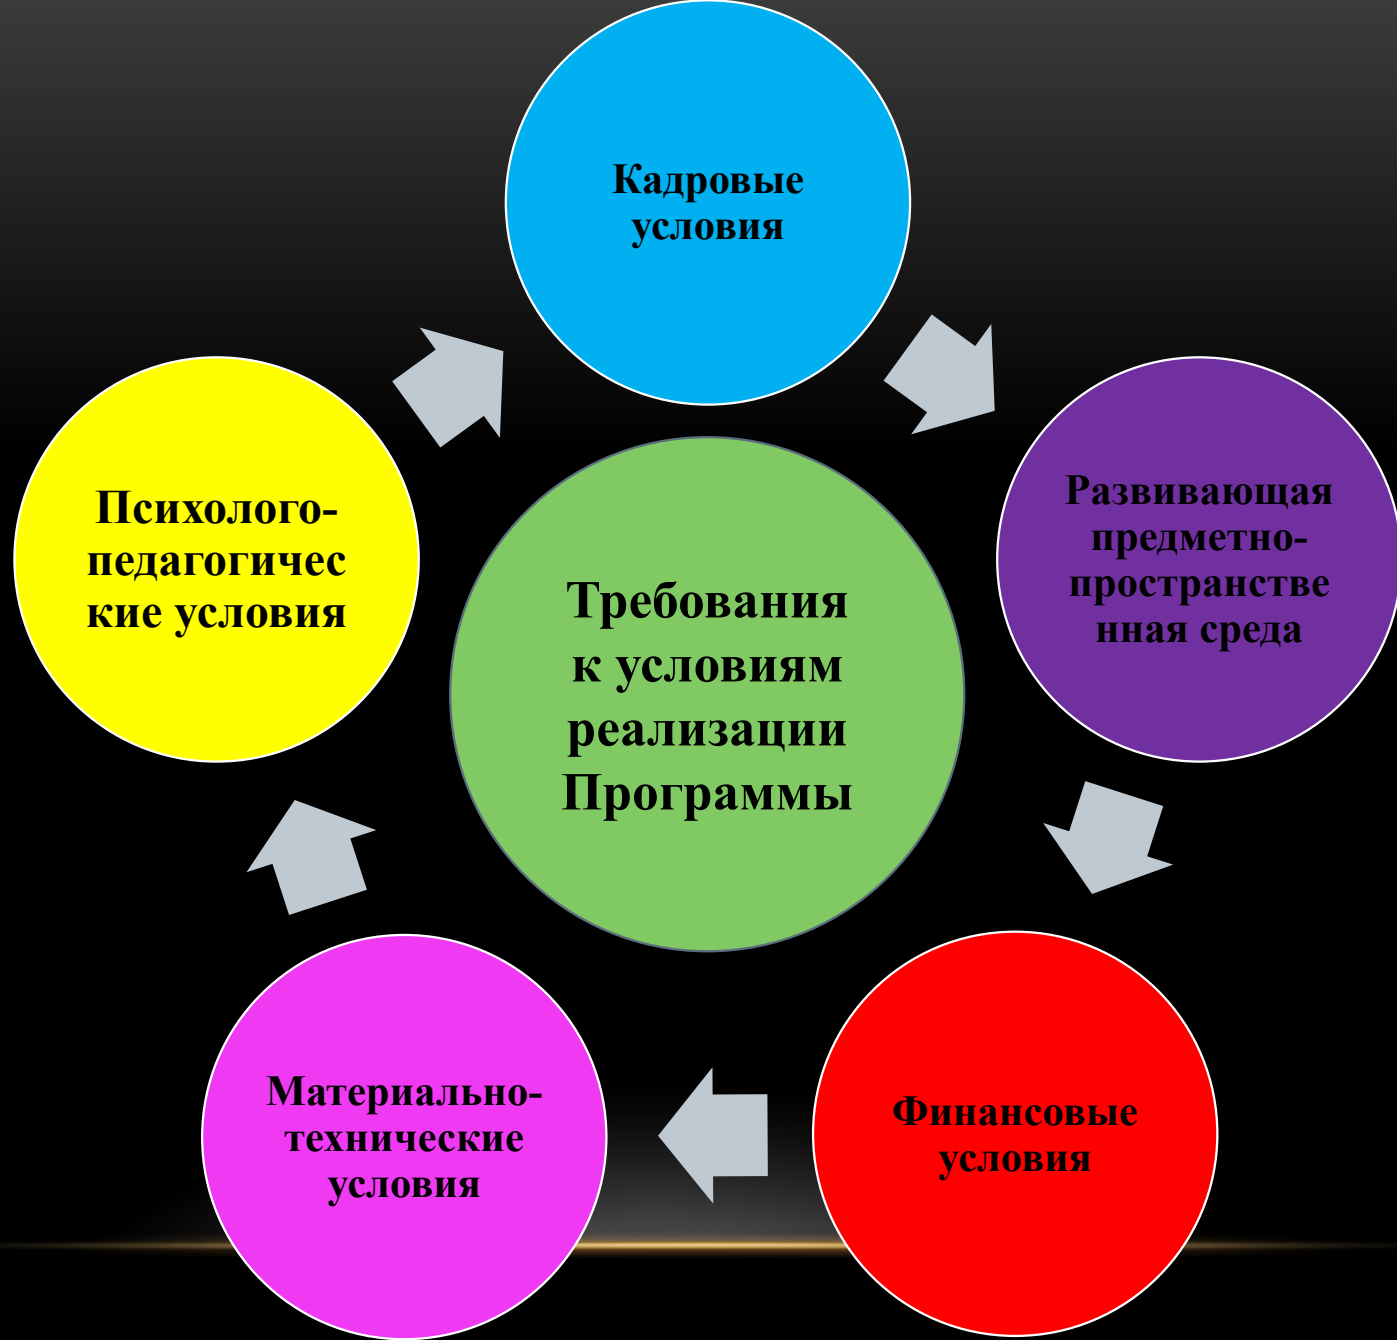 Кадровые
условия
Развивающая
предметно-
пространстве
нная среда
Финансовые
условия
Материально-
технические
условия
Психолого-
педагогичес
кие условия
Требования
к условиям
реализации
Программы